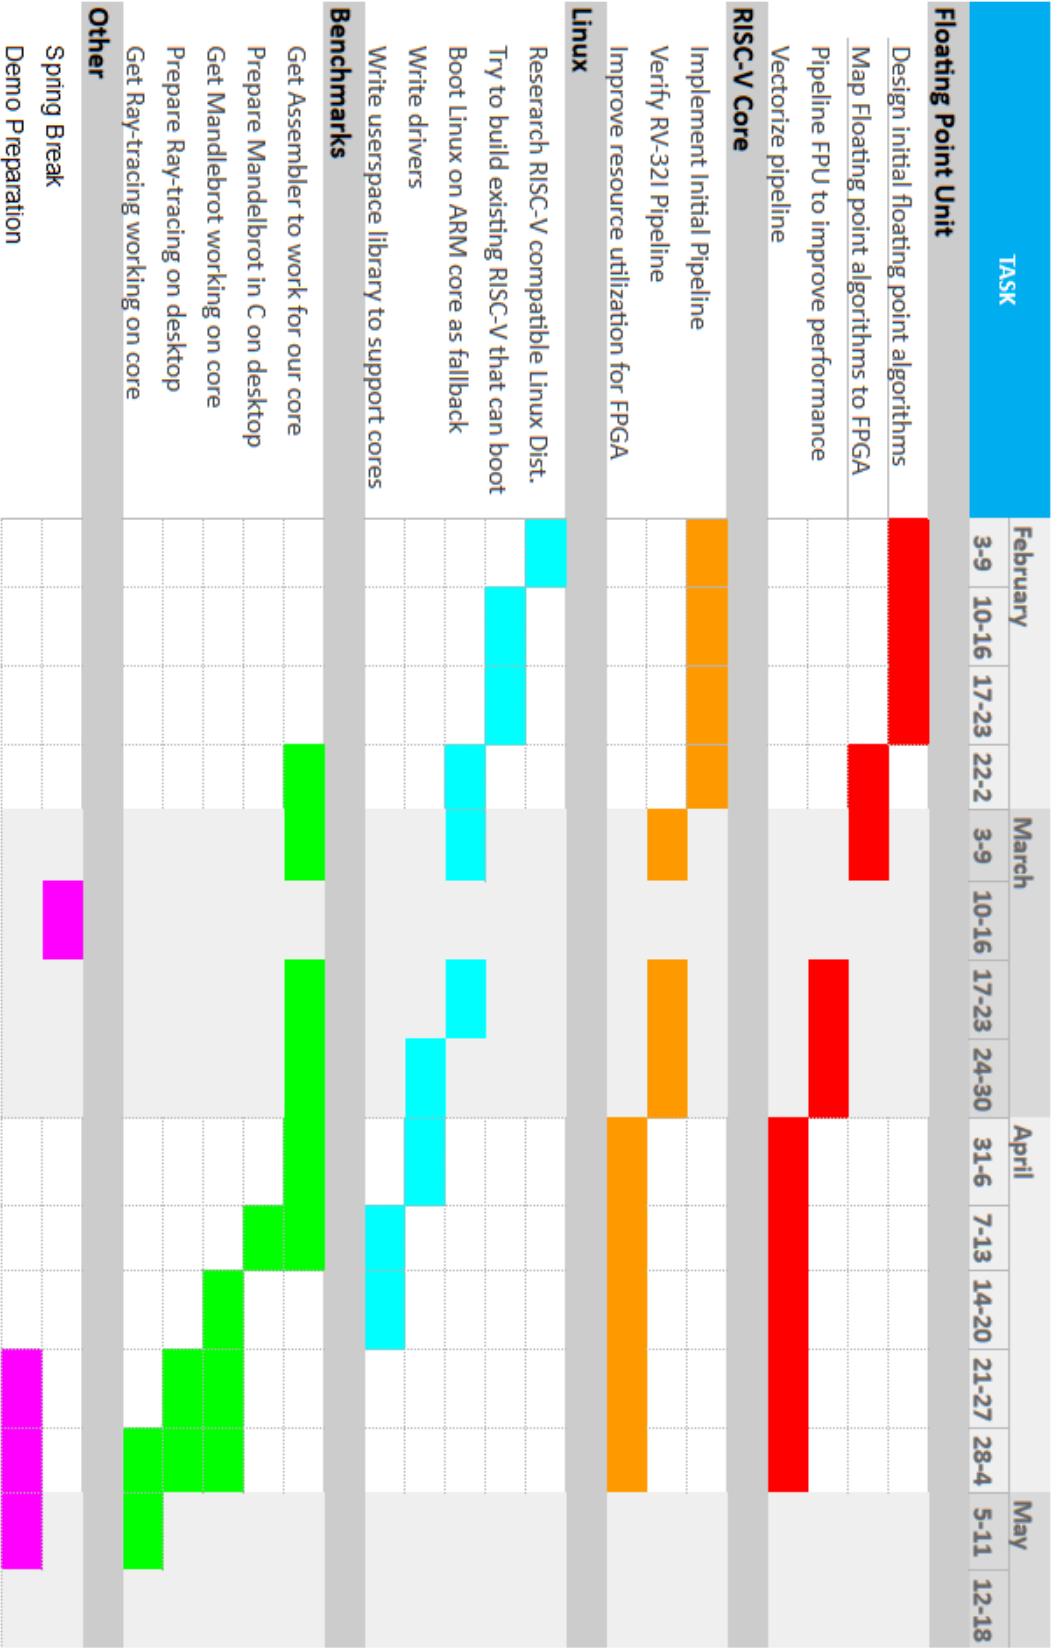 TASK
February March April May
3-9 10-16 17-23 22-2 3-9 10-16 17-23 24-30 31-6 7-13 14-20 21-27 28-4 5-11 12-18
Floating Point Unit
Design initial floating point algorithms
Map Floating point algorithms to FPGA
Pipeline FPU to improve performance
Vectorize pipeline
RISC-V Core
Implement Initial Pipeline
Verify RV-32I Pipeline
Improve resource utilization for FPGA
Linux
Reserarch RISC-V compatible Linux Dist.
Try to build existing RISC-V that can boot
Boot Linux on ARM core as fallback
Write drivers
Write userspace library to support cores
Benchmarks
Get Assembler to work for our core
Prepare Mandelbrot in C on desktop
Get Mandlebrot working on core
Prepare Ray-tracing on desktop
Get Ray-tracing working on core
Other
Spring Break
Demo Preparation